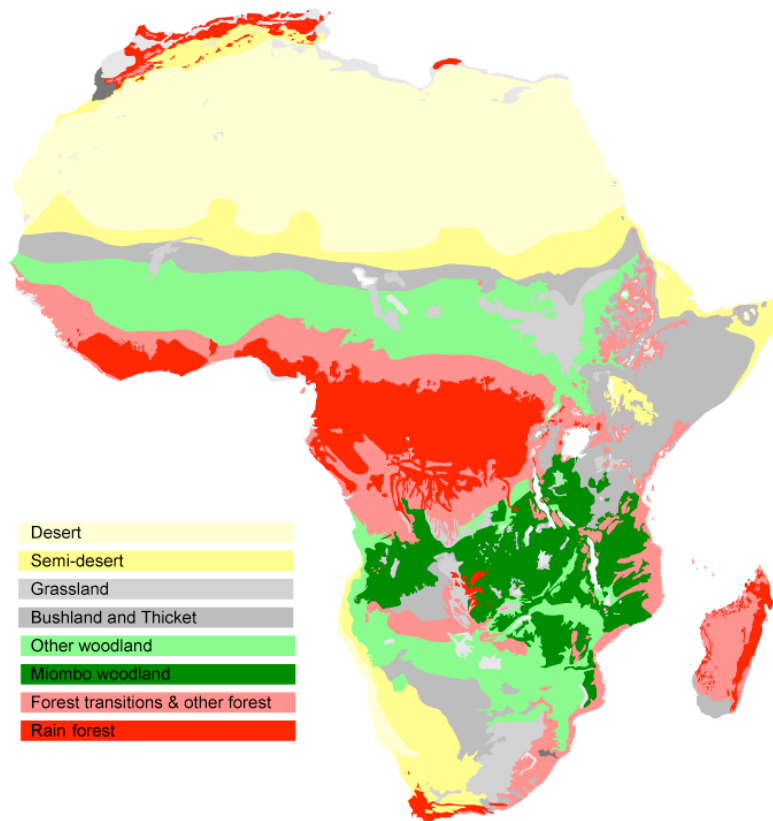 Desert
Semi-desert
Grassland
Bushland and Thicket
Other woodland
Miombo woodland
Forest transitions & other forest
Rain forest